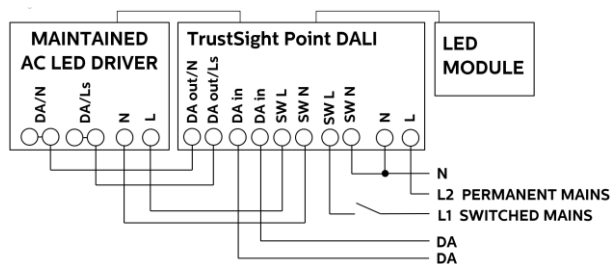 MAINTAINED
AC LED DRIVER
DA/N
DA/Ls
N
L
TrustSight Point DALI
DA out/N
DA out/Ls
DA in
DA in
SW L
SW N
SW L
SW N
N
L
LED
MODULE
N
L2 PERMANENT MAINS
L1 SWITCHED MAINS
DA
DA